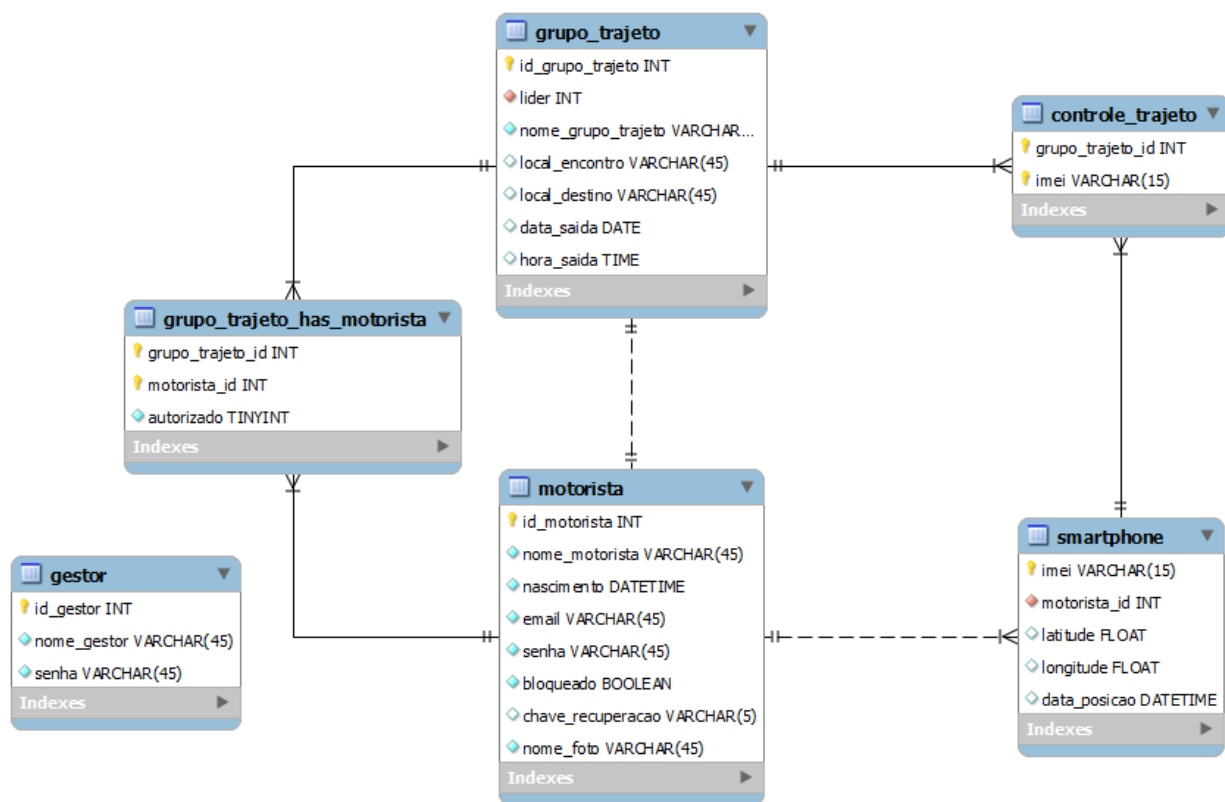 grupo_trajeto
id_grupo_trajeto INT
lider INT
nome_grupo_trajeto VARCHAR...
local_encontro VARCHAR(45)
local_destino VARCHAR(45)
data_saida DATE
hora_saida TIME
Indexes
controle_trajeto
grupo_trajeto_id INT
imei VARCHAR(15)
Indexes
grupo_trajeto_has_motorista
grupo_trajeto_id INT
motorista_id INT
autorizado TINYINT
Indexes
motorista
id_motorista INT
nome_motorista VARCHAR(45)
nascimento DATETIME
email VARCHAR(45)
senha VARCHAR(45)
bloqueado BOOLEAN
chave_recuperacao VARCHAR(5)
nome_foto VARCHAR(45)
Indexes
smartphone
imei VARCHAR(15)
motorista_id INT
latitude FLOAT
longitude FLOAT
data_posicao DATETIME
Indexes
gestor
id_gestor INT
nome_gestor VARCHAR(45)
senha VARCHAR(45)
Indexes